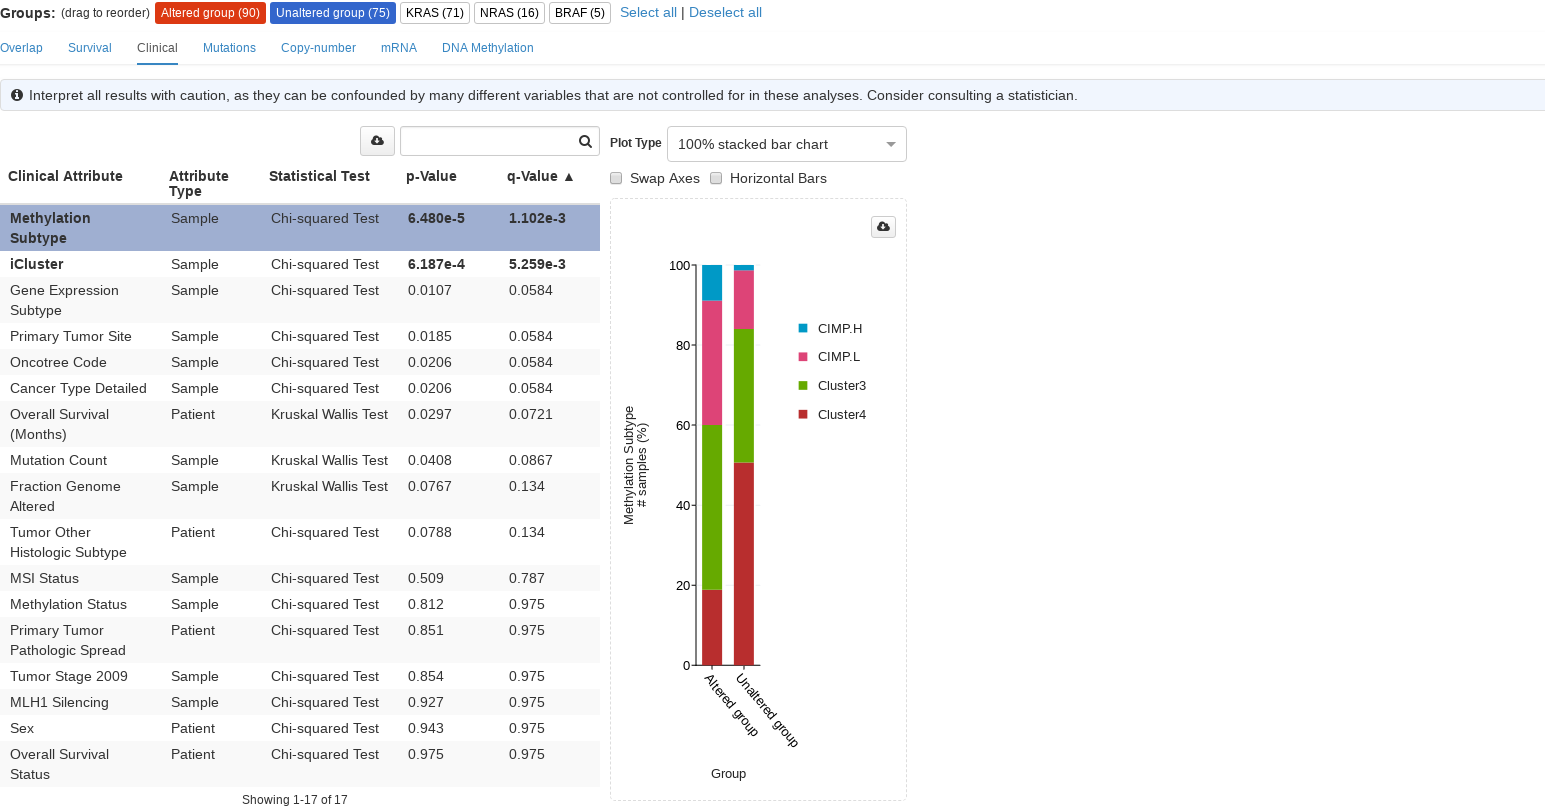 Groups: (drag to reorder) Altered group (90) Unaltered group (75) KRAS (71) NRAS (16) BRAF (5) Select all | Deselect all
Overlap Survival Clinical Mutations Copy-number mRNA DNA Methylation
Interpret all results with caution, as they can be confounded by many different variables that are not controlled for in these analyses. Consider consulting a statistician.
Clinical Attribute Attribute Type Statistical Test p-Value q-Value ▲
Methylation Subtype Sample Chi-squared Test 6.480e-5 1.102e-3
iCluster Sample Chi-squared Test 6.187e-4 5.259e-3
Gene Expression Subtype Sample Chi-squared Test 0.0107 0.0584
Primary Tumor Site Sample Chi-squared Test 0.0185 0.0584
Oncotree Code Sample Chi-squared Test 0.0206 0.0584
Cancer Type Detailed Sample Chi-squared Test 0.0206 0.0584
Overall Survival (Months) Patient Kruskal Wallis Test 0.0297 0.0721
Mutation Count Sample Kruskal Wallis Test 0.0408 0.0867
Fraction Genome Altered Sample Kruskal Wallis Test 0.0767 0.134
Tumor Other Histologic Subtype Patient Chi-squared Test 0.0788 0.134
MSI Status Sample Chi-squared Test 0.509 0.787
Methylation Status Sample Chi-squared Test 0.812 0.975
Primary Tumor Pathologic Spread Patient Chi-squared Test 0.851 0.975
Tumor Stage 2009 Sample Chi-squared Test 0.854 0.975
MLH1 Silencing Sample Chi-squared Test 0.927 0.975
Sex Patient Chi-squared Test 0.943 0.975
Overall Survival Status Patient Chi-squared Test 0.975 0.975
Showing 1-17 of 17
Plot Type 100% stacked bar chart
Swap Axes Horizontal Bars
Methylation Subtype
# samples (%)
100
80
60
40
20
0
CIMP.H
CIMP.L
Cluster3
Cluster4
Altered group
Unaltered group
Group